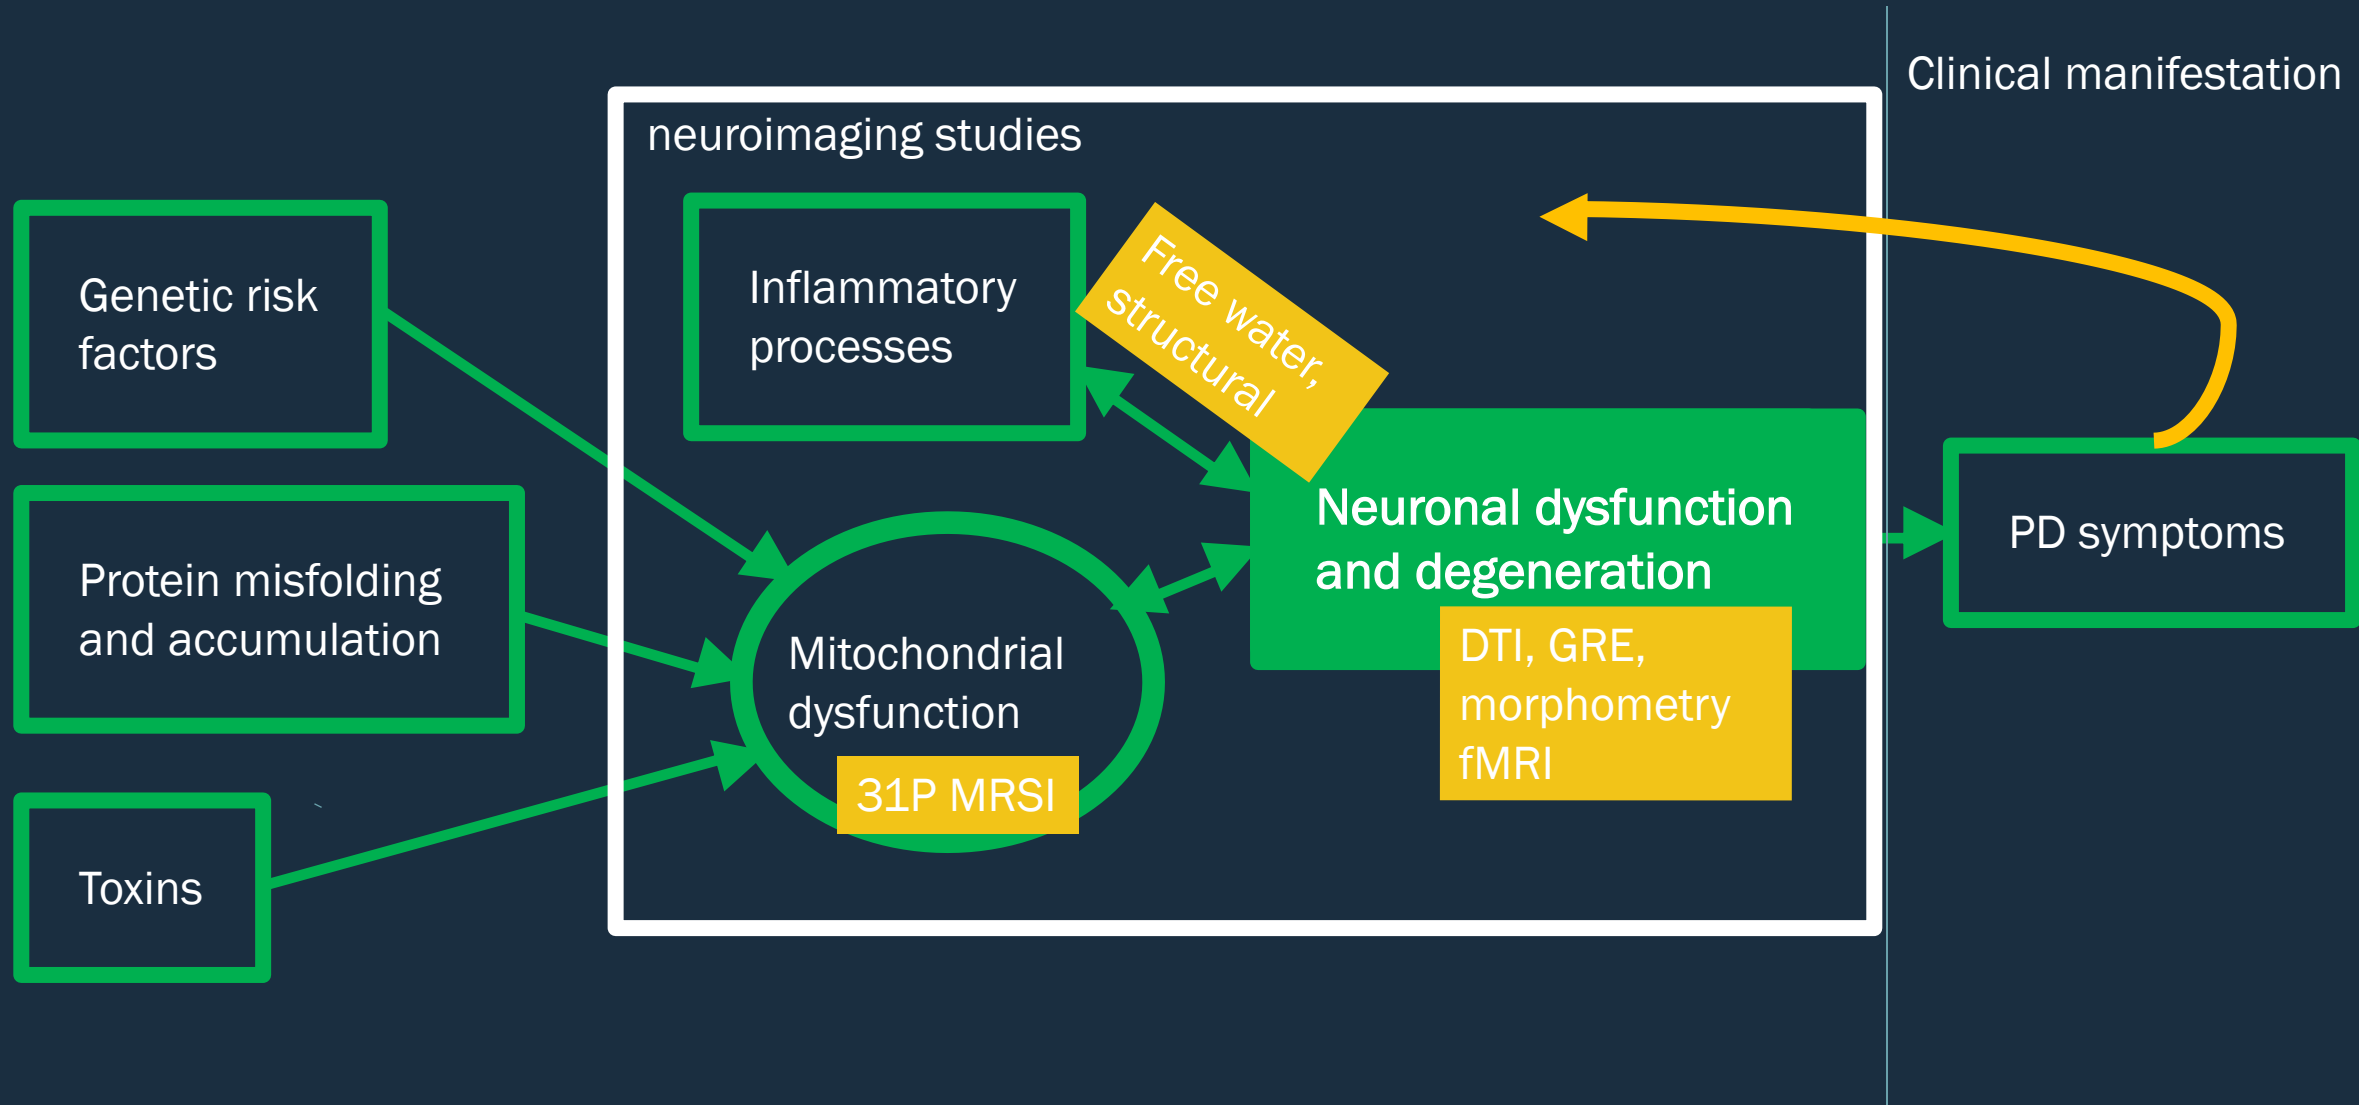 Clinical manifestation
neuroimaging studies
Genetic risk
factors
Inflammatory
processes
Free water,
structural
Neuronal dysfunction
and degeneration
PD symptoms
Protein misfolding
and accumulation
Mitochondrial
dysfunction
DTI, GRE,
morphometry
fMRI
31P MRSI
Toxins
`